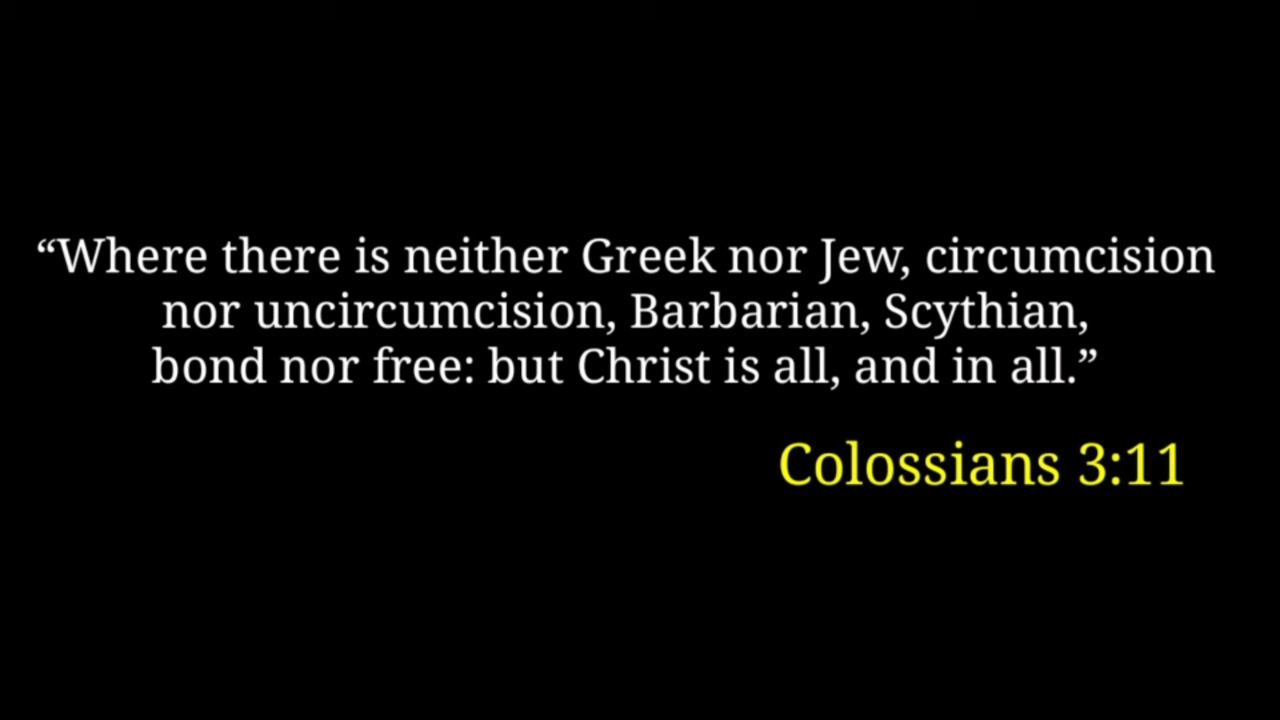 “Where there is neither Greek nor Jew, circumcision
nor uncircumcision, Barbarian, Scythian,
bond nor free: but Christ is all, and in all.”
Colossians 3:11